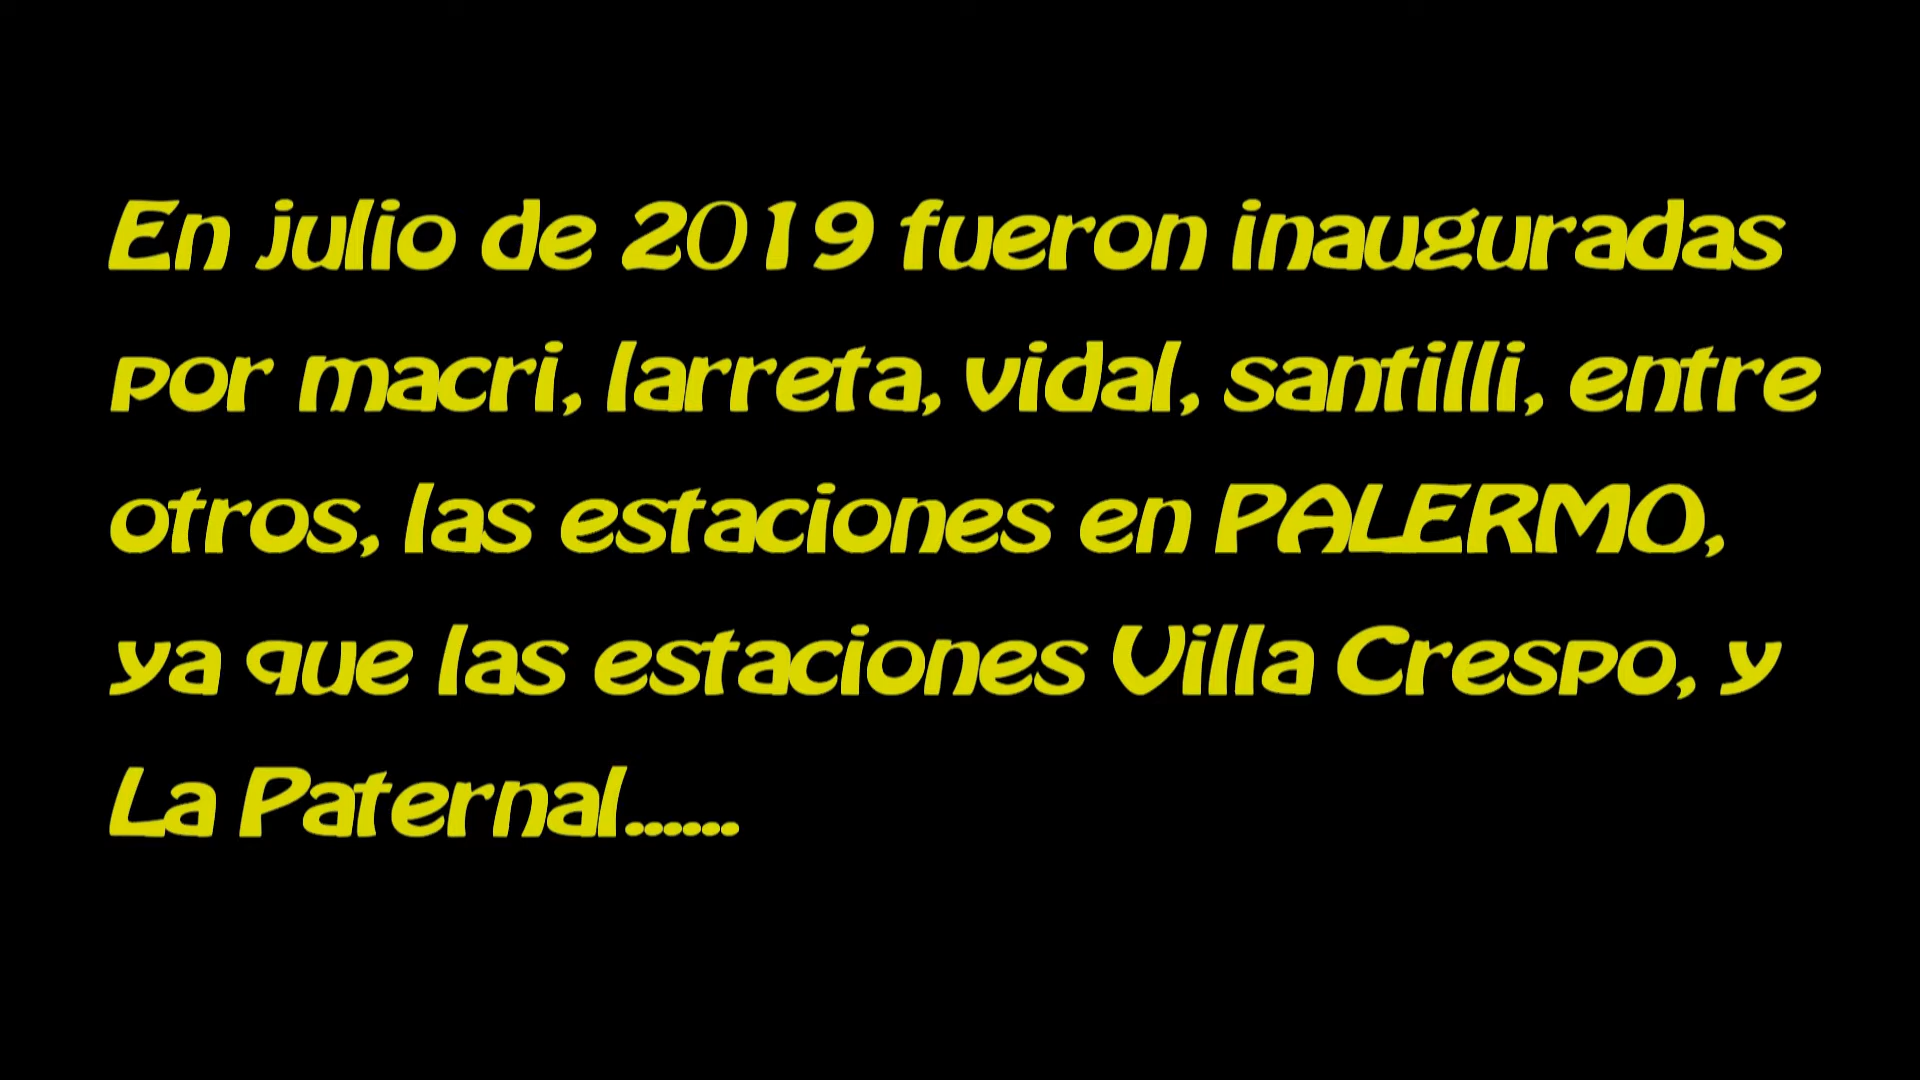 En julio de 2019 fueron inauguradas
por macri, larreta, vidal, santilli, entre
otros, las estaciones en PALERMO,
ya que las estaciones Villa Crespo, y
La Paternal......